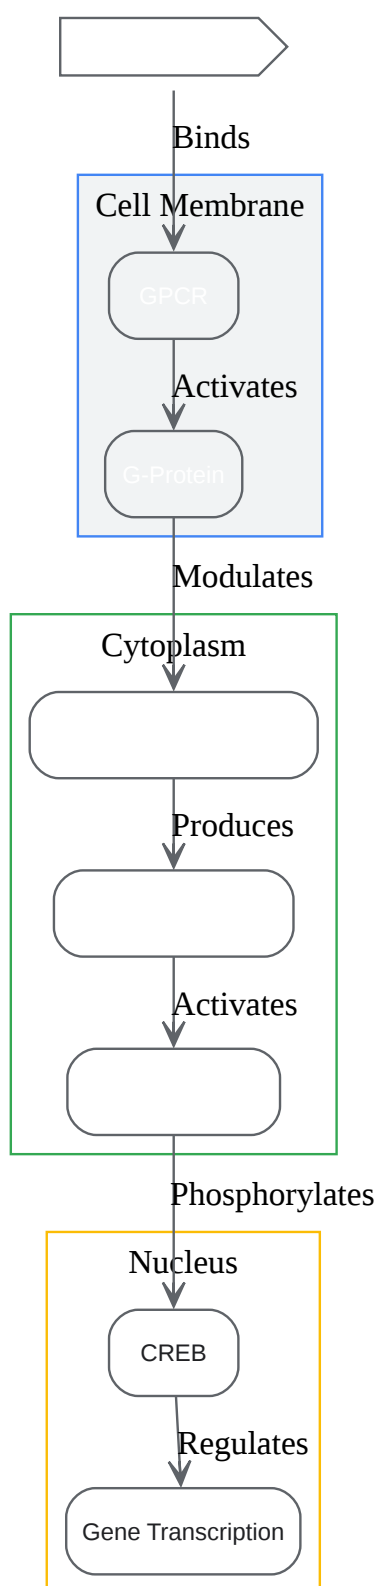 Binds
Cell Membrane
GPCR
Activates
G-Protein
Modulates
Cytoplasm
Produces
Activates
Phosphorylates
Nucleus
CREB
Regulates
Gene Transcription